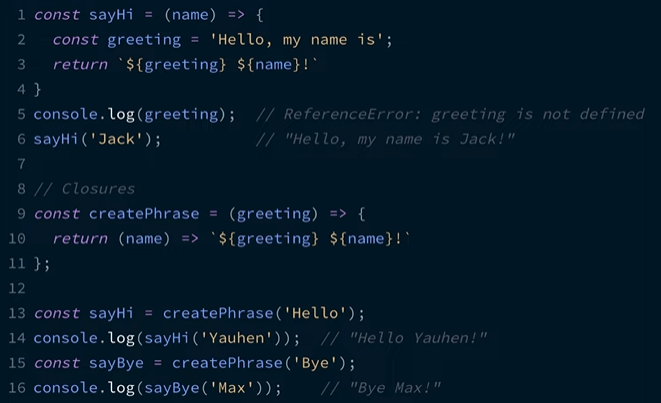 1 const sayHi = (name) => {
2   const greeting = 'Hello, my name is';
3   return `${greeting} ${name}!`
4 }
5 console.log(greeting);  // ReferenceError: greeting is not defined
6 sayHi('Jack');          // "Hello, my name is Jack!"
7
8 // Closures
9 const createPhrase = (greeting) => {
10   return (name) => `${greeting} ${name}!`
11 };
12
13 const sayHi = createPhrase('Hello');
14 console.log(sayHi('Yauhen'));  // "Hello Yauhen!"
15 const sayBye = createPhrase('Bye');
16 console.log(sayBye('Max'));    // "Bye Max!"